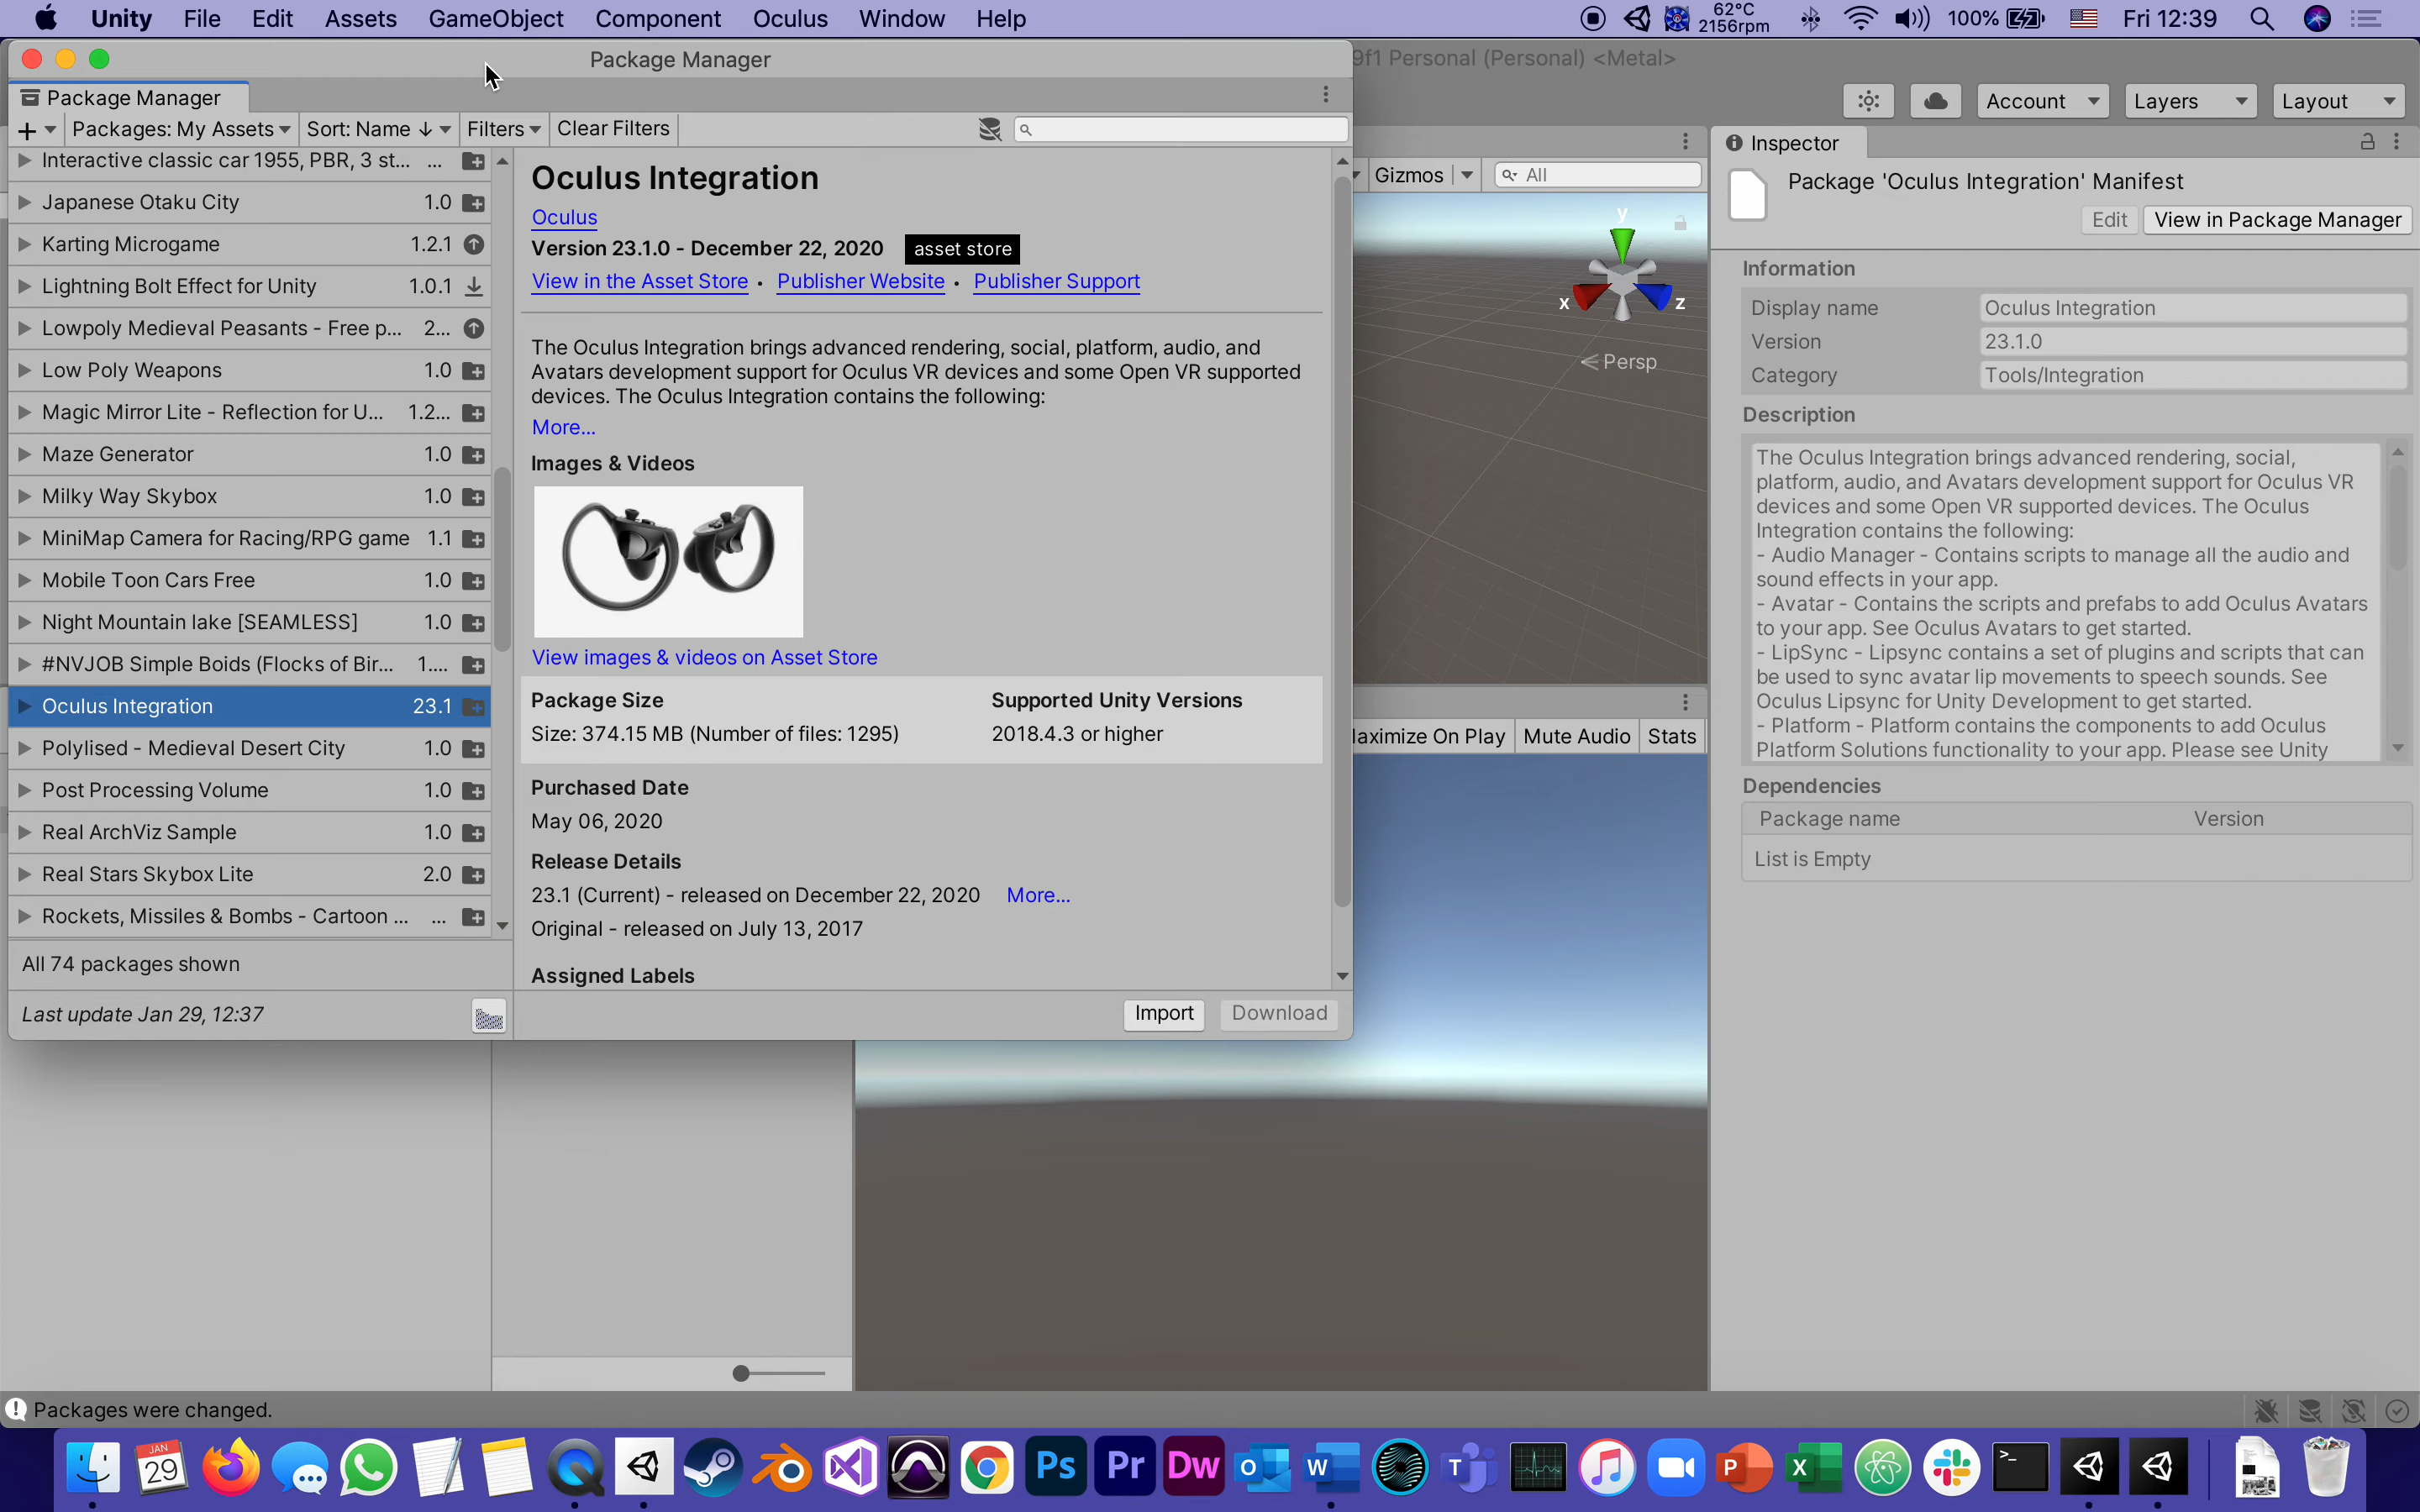 Unity File Edit Assets GameObject Component Oculus Window Help
62°C
2156rpm
100%
Fri 12:39
Package Manager
9f1 Personal (Personal) <Metal>
Package Manager
Account
Layers
Layout
+ Packages: My Assets Sort: Name ↓ Filters Clear Filters
Interactive classic car 1955, PBR, 3 st... ...
Japanese Otaku City 1.0
Karting Microgame 1.2.1
Lightning Bolt Effect for Unity 1.0.1
Lowpoly Medieval Peasants - Free p... 2...
Low Poly Weapons 1.0
Magic Mirror Lite - Reflection for U... 1.2...
Maze Generator 1.0
Milky Way Skybox 1.0
MiniMap Camera for Racing/RPG game 1.1
Mobile Toon Cars Free 1.0
Night Mountain lake [SEAMLESS] 1.0
#NVJOB Simple Boids (Flocks of Bir... 1....
Oculus Integration 23.1
Polylised - Medieval Desert City 1.0
Post Processing Volume 1.0
Real ArchViz Sample 1.0
Real Stars Skybox Lite 2.0
Rockets, Missiles & Bombs - Cartoon ... ...
All 74 packages shown
Last update Jan 29, 12:37
Oculus Integration
Oculus
Version 23.1.0 - December 22, 2020 asset store
View in the Asset Store • Publisher Website • Publisher Support
The Oculus Integration brings advanced rendering, social, platform, audio, and
Avatars development support for Oculus VR devices and some Open VR supported
devices. The Oculus Integration contains the following:
More...
Images & Videos
View images & videos on Asset Store
Package Size
Size: 374.15 MB (Number of files: 1295)
Supported Unity Versions
2018.4.3 or higher
Purchased Date
May 06, 2020
Release Details
23.1 (Current) - released on December 22, 2020 More...
Original - released on July 13, 2017
Assigned Labels
Import
Download
Gizmos
All
y
x
z
Persp
Maximize On Play Mute Audio Stats
Inspector
Package 'Oculus Integration' Manifest
Edit
View in Package Manager
Information
Display name Oculus Integration
Version 23.1.0
Category Tools/Integration
Description
The Oculus Integration brings advanced rendering, social,
platform, audio, and Avatars development support for Oculus VR
devices and some Open VR supported devices. The Oculus
Integration contains the following:
- Audio Manager - Contains scripts to manage all the audio and
sound effects in your app.
- Avatar - Contains the scripts and prefabs to add Oculus Avatars
to your app. See Oculus Avatars to get started.
- LipSync - Lipsync contains a set of plugins and scripts that can
be used to sync avatar lip movements to speech sounds. See
Oculus Lipsync for Unity Development to get started.
- Platform - Platform contains the components to add Oculus
Platform Solutions functionality to your app. Please see Unity
Dependencies
Package name Version
List is Empty
Packages were changed.
JAN
29
Ps
Pr
Dw
O
W
T
P
X
>_